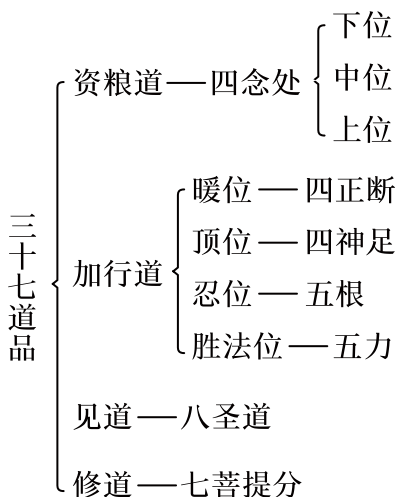 三十七道品
资粮道——四念处
下位
中位
上位
加行道
暖位——四正断
顶位——四神足
忍位——五根
胜法位——五力
见道——八圣道
修道——七菩提分